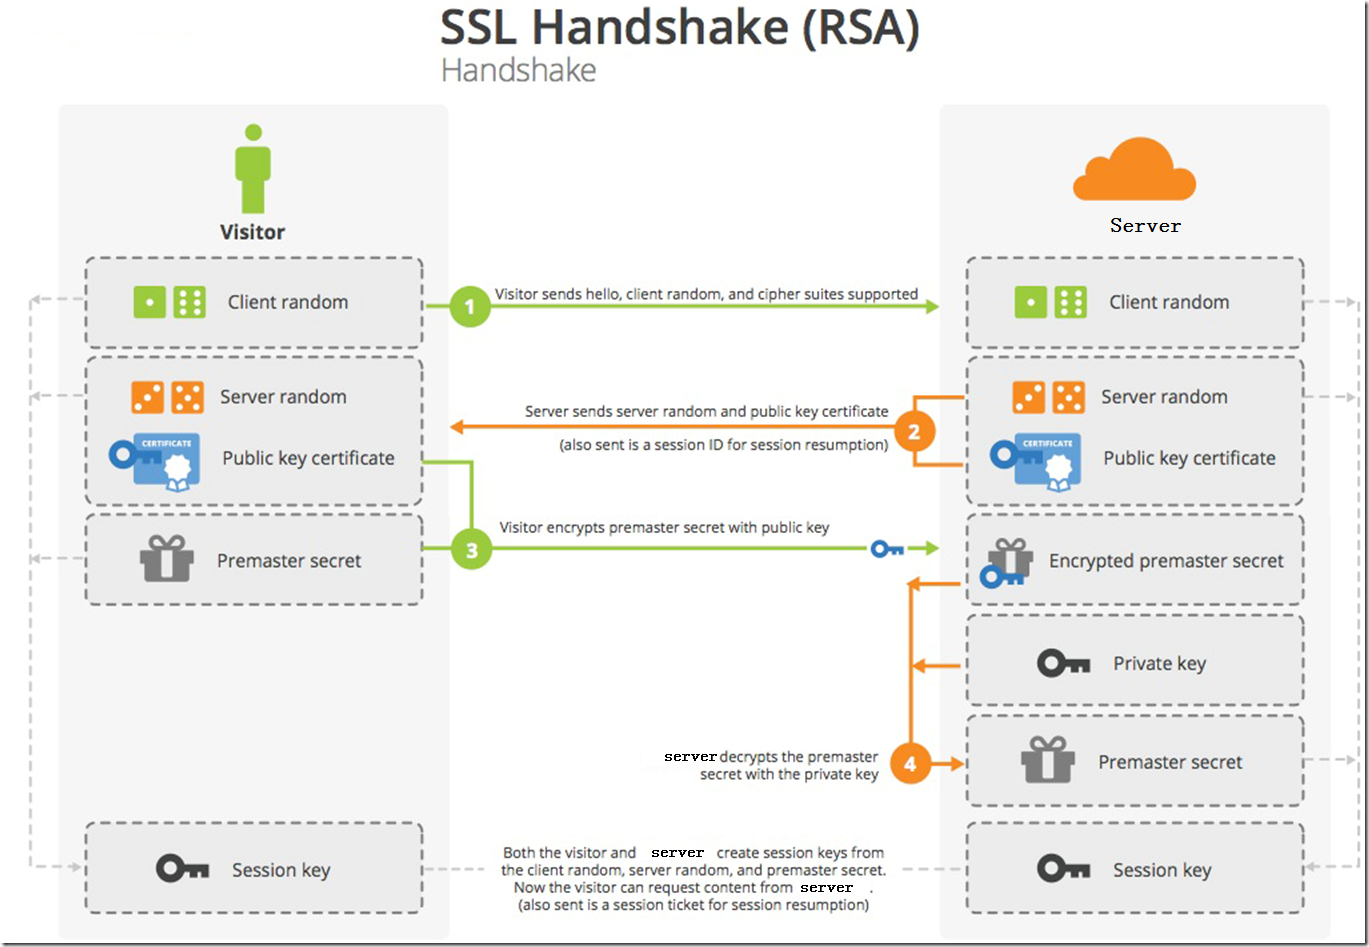 SSL Handshake (RSA)
Handshake
Visitor
Server
Client random
1
Visitor sends hello, client random, and cipher suites supported
Client random
Server random
CERTIFICATE
Public key certificate
Server sends server random and public key certificate
(also sent is a session ID for session resumption)
2
Server random
CERTIFICATE
Public key certificate
Premaster secret
3
Visitor encrypts premaster secret with public key
Encrypted premaster secret
Private key
server decrypts the premaster
secret with the private key
4
Premaster secret
Session key
Both the visitor and server create session keys from
the client random, server random, and premaster secret.
Now the visitor can request content from server .
(also sent is a session ticket for session resumption)
Session key